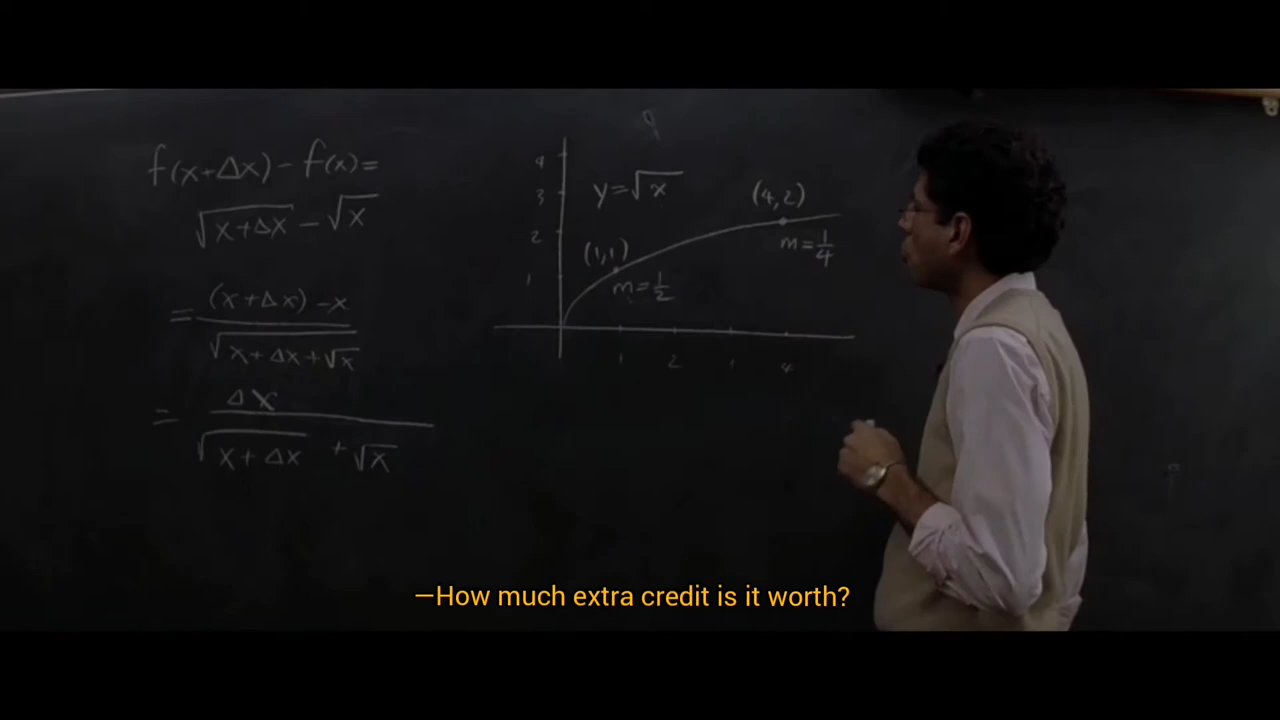 f(x+Δx) - f(x) =
√(x+Δx) - √x
= (x+Δx) - x
√(x+Δx+√x)
= Δx
√(x+Δx) + √x
y=√x
(4,2)
m=1/4
(1,1)
m=1/2
4
3
2
1
1 2 4
—How much extra credit is it worth?